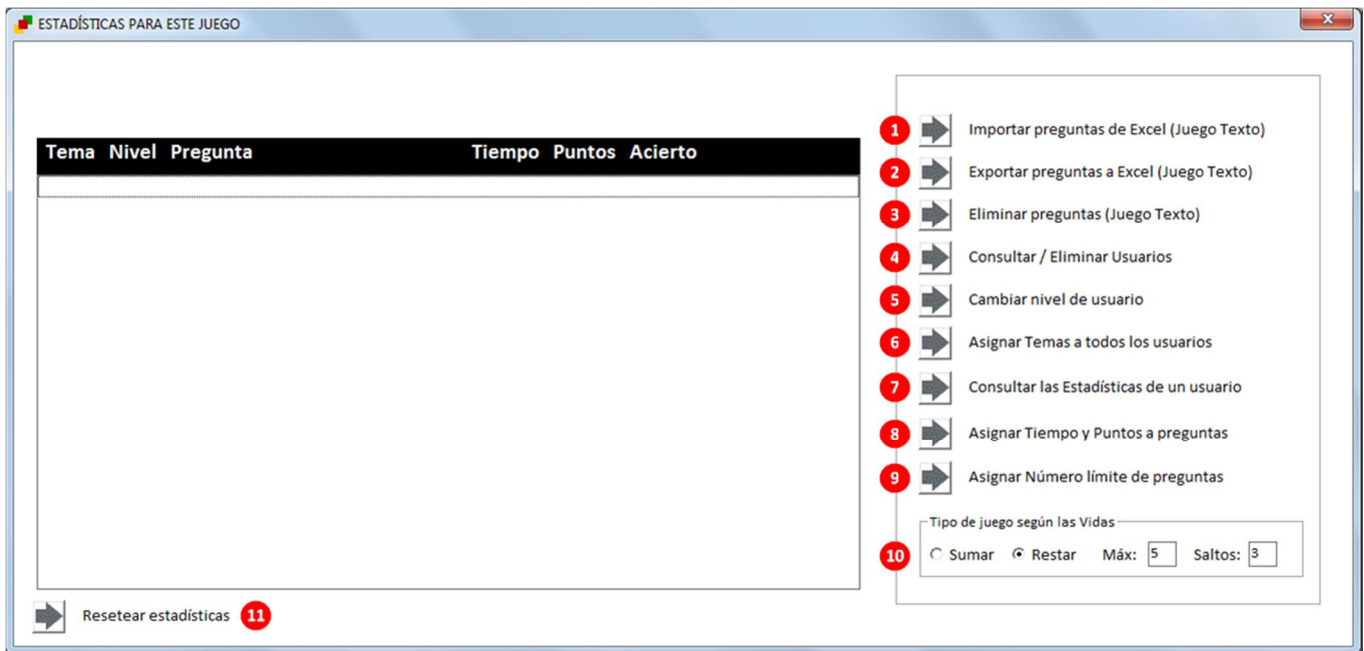 ESTADÍSTICAS PARA ESTE JUEGO
Tema Nivel Pregunta Tiempo Puntos Acierto
1 Importar preguntas de Excel (Juego Texto)
2 Exportar preguntas a Excel (Juego Texto)
3 Eliminar preguntas (Juego Texto)
4 Consultar / Eliminar Usuarios
5 Cambiar nivel de usuario
6 Asignar Temas a todos los usuarios
7 Consultar las Estadísticas de un usuario
8 Asignar Tiempo y Puntos a preguntas
9 Asignar Número límite de preguntas
Tipo de juego según las Vidas
10 Sumar Restar Máx: 5 Saltos: 3
Resetear estadísticas 11